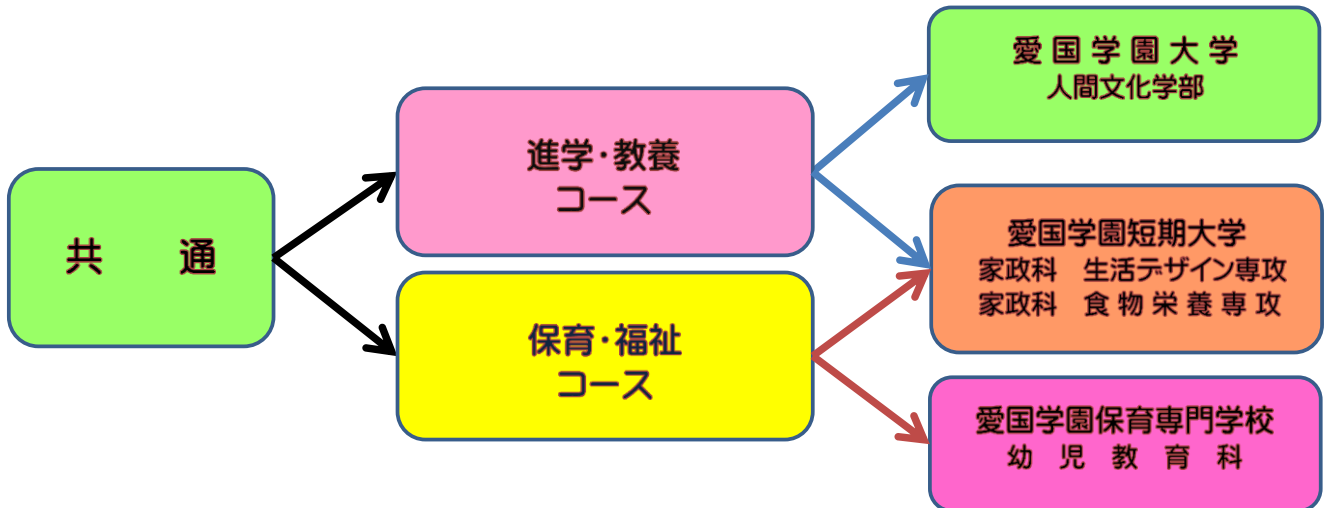 共　通
進学・教養
コース
保育・福祉
コース
愛国学園大学
人間文化学部
愛国学園短期大学
家政科　生活デザイン専攻
家政科　食物栄養専攻
愛国学園保育専門学校
幼児教育科